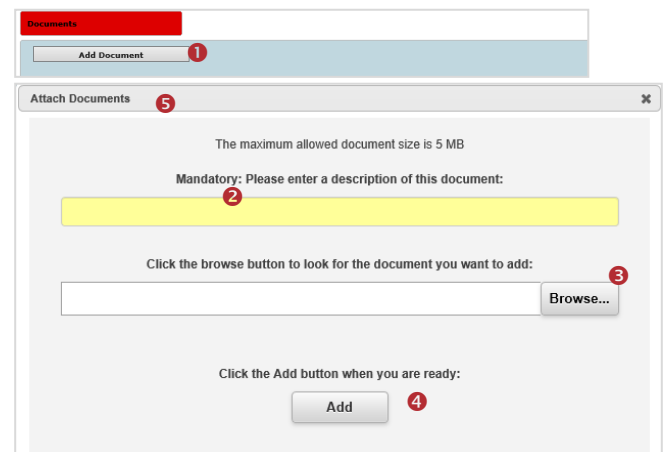 Documents
Add Document 1
Attach Documents 5 ×
The maximum allowed document size is 5 MB
Mandatory: Please enter a description of this document:
2
Click the browse button to look for the document you want to add:
3
Browse...
Click the Add button when you are ready:
Add 4